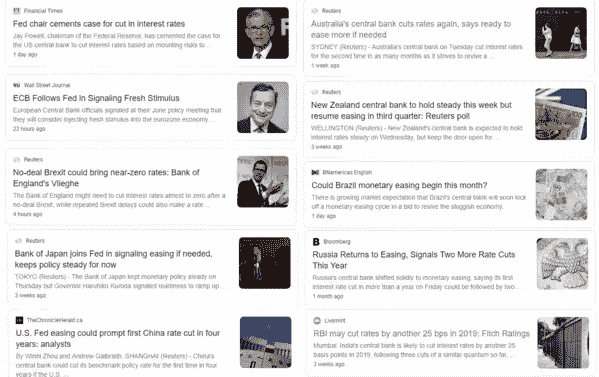 Financial Times
Fed chair cements case for cut in interest rates
Jay Powell, chairman of the Federal Reserve, has cemented the case for
the US central bank to cut interest rates based on mounting risks to ...
1 day ago
Wall Street Journal
ECB Follows Fed in Signaling Fresh Stimulus
European Central Bank officials signaled at their June policy meeting that
they will consider injecting fresh stimulus into the eurozone economy ...
22 hours ago
Reuters
No-deal Brexit could bring near-zero rates: Bank of
England's Vlieghe
The Bank of England might need to cut interest rates almost to zero after a
no-deal Brexit, while repeated Brexit delays could also make a rate ...
4 hours ago
Reuters
Bank of Japan joins Fed in signaling easing if needed,
keeps policy steady for now
TOKYO (Reuters) - The Bank of Japan kept monetary policy steady on
Thursday but Governor Haruhiko Kuroda signaled readiness to ramp up ...
3 weeks ago
TheChronicleHerald.ca
U.S. Fed easing could prompt first China rate cut in four
years: analysts
By Winni Zhou and Andrew Galbraith. SHANGHAI (Reuters) - China's
central bank could cut its benchmark policy rate for the first time in four
years if the U.S. ...
Reuters
Australia's central bank cuts rates again, says ready to
ease more if needed
SYDNEY (Reuters) - Australia's central bank on Tuesday cut interest rates
for the second time in as many months as it strives to revive a ...
1 week ago
Reuters
New Zealand central bank to hold steady this week but
resume easing in third quarter: Reuters poll
WELLINGTON (Reuters) - New Zealand's central bank is expected to hold
interest rates steady on Wednesday, but keep the door open for ...
3 weeks ago
BNamericas English
Could Brazil monetary easing begin this month?
There is growing market expectation that Brazil's central bank will soon kick
off a monetary easing cycle in a bid to revive the sluggish economy.
1 day ago
B Bloomberg
Russia Returns to Easing, Signals Two More Rate Cuts
This Year
Russia's central bank shifted solidly to monetary easing, saying its first
interest rate cut in more than a year on Friday could be followed by two ...
1 month ago
Livemint
RBI may cut rates by another 25 bps in 2019: Fitch Ratings
Mumbai: India's central bank is likely to cut interest rates by another 25
basis points in 2019, following three cuts of a similar quantum so far, ...
3 weeks ago